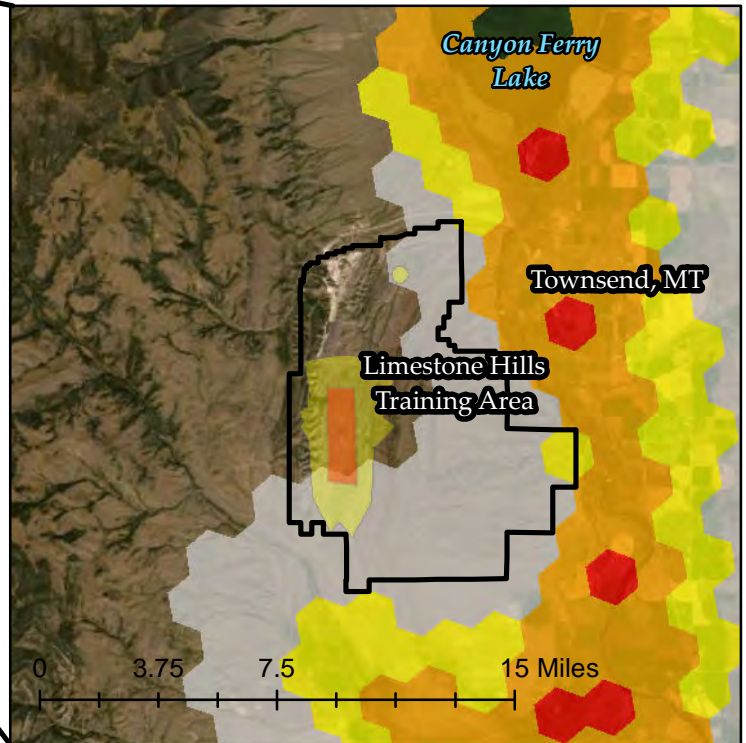 Canyon Ferry
Lake
Townsend, MT
Limestone Hills
Training Area
0 3.75 7.5 15 Miles